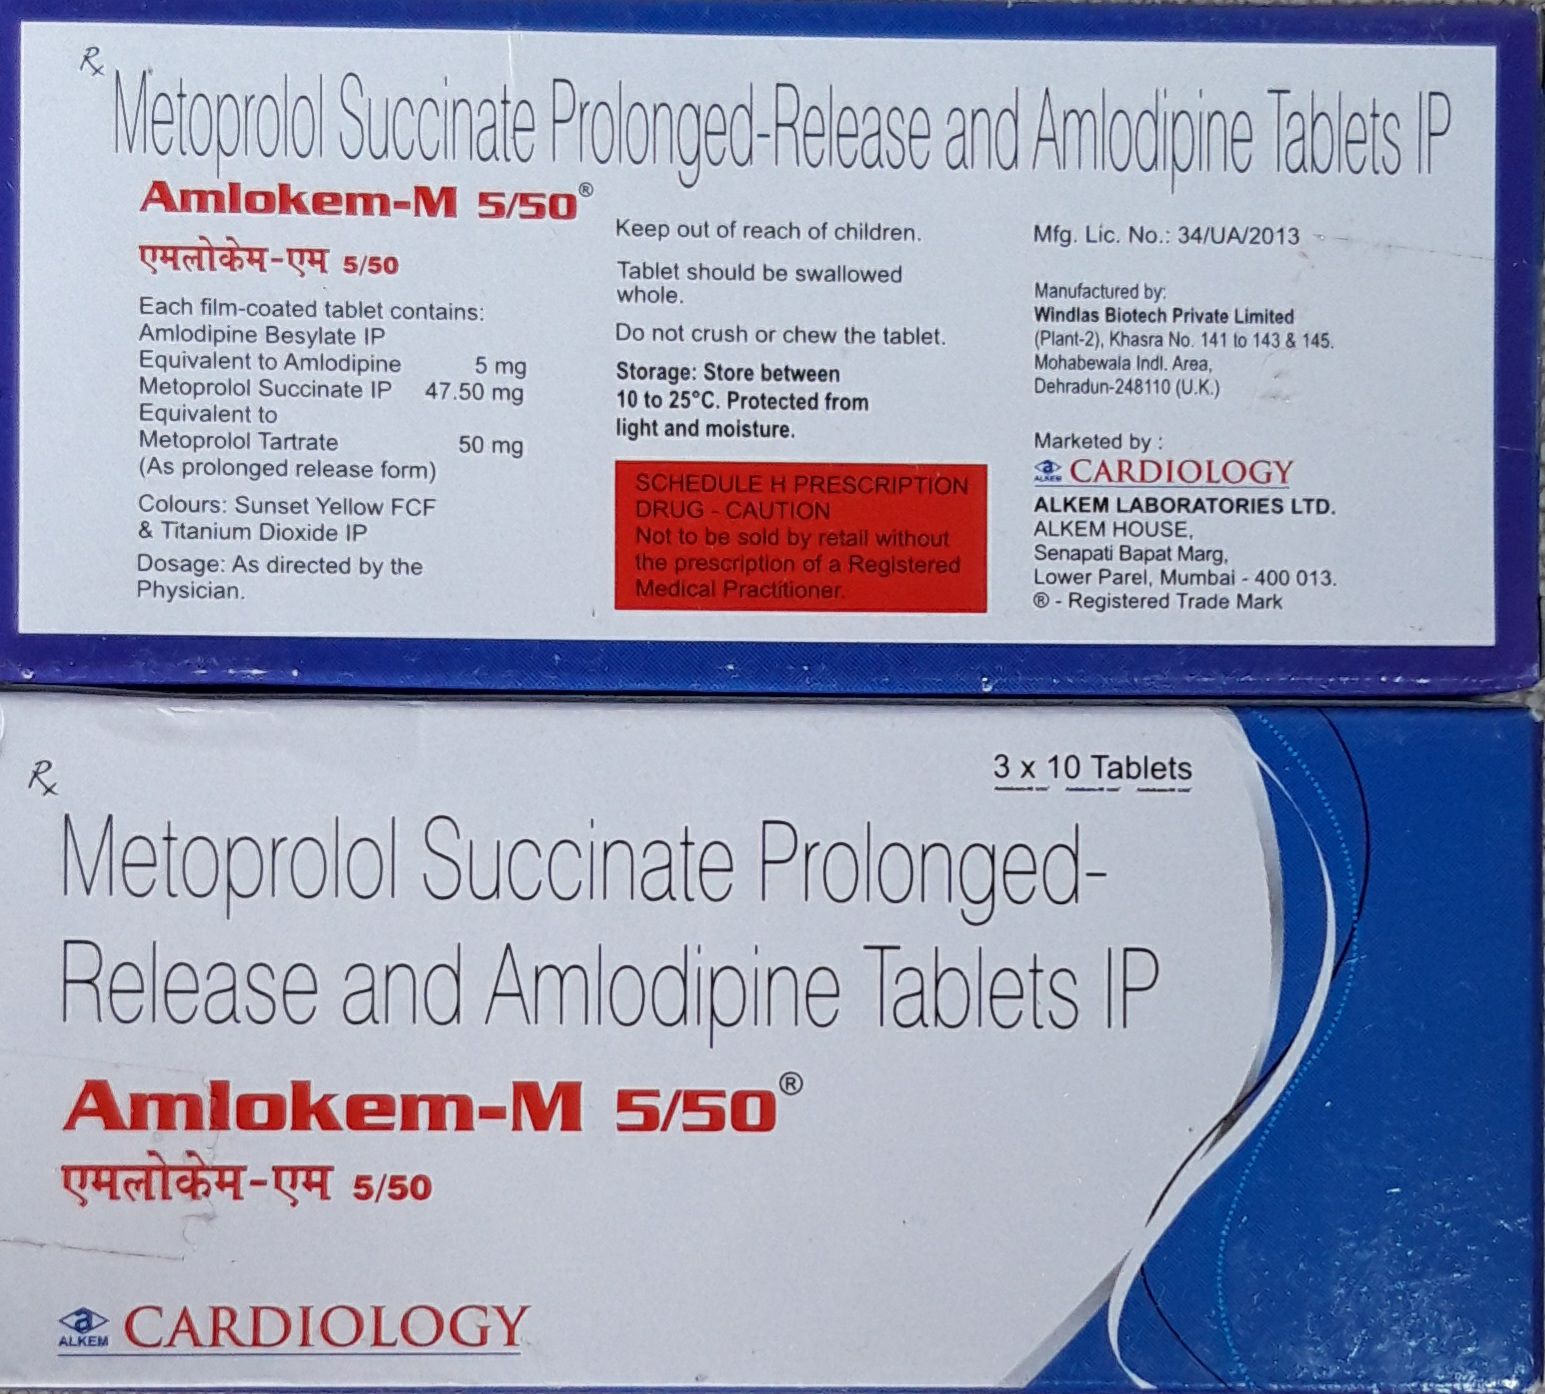 Rx
Metoprolol Succinate Prolonged-Release and Amlodipine Tablets IP
Amlokem-M 5/50®
एमलोकेम-एम 5/50
Each film-coated tablet contains:
Amlodipine Besylate IP
Equivalent to Amlodipine 5 mg
Metoprolol Succinate IP 47.50 mg
Equivalent to
Metoprolol Tartrate 50 mg
(As prolonged release form)
Colours: Sunset Yellow FCF
& Titanium Dioxide IP
Dosage: As directed by the
Physician.
Keep out of reach of children.
Tablet should be swallowed
whole.
Do not crush or chew the tablet.
Storage: Store between
10 to 25°C. Protected from
light and moisture.
SCHEDULE H PRESCRIPTION
DRUG - CAUTION
Not to be sold by retail without
the prescription of a Registered
Medical Practitioner.
Mfg. Lic. No.: 34/UA/2013
Manufactured by:
Windlas Biotech Private Limited
(Plant-2), Khasra No. 141 to 143 & 145.
Mohabewala Indl. Area,
Dehradun-248110 (U.K.)
Marketed by :
a ALKEM CARDIOLOGY
ALKEM LABORATORIES LTD.
ALKEM HOUSE,
Senapati Bapat Marg,
Lower Parel, Mumbai - 400 013.
® - Registered Trade Mark
Rx
3 x 10 Tablets
Metoprolol Succinate Prolonged-
Release and Amlodipine Tablets IP
Amlokem-M 5/50®
एमलोकेम-एम 5/50
a ALKEM CARDIOLOGY